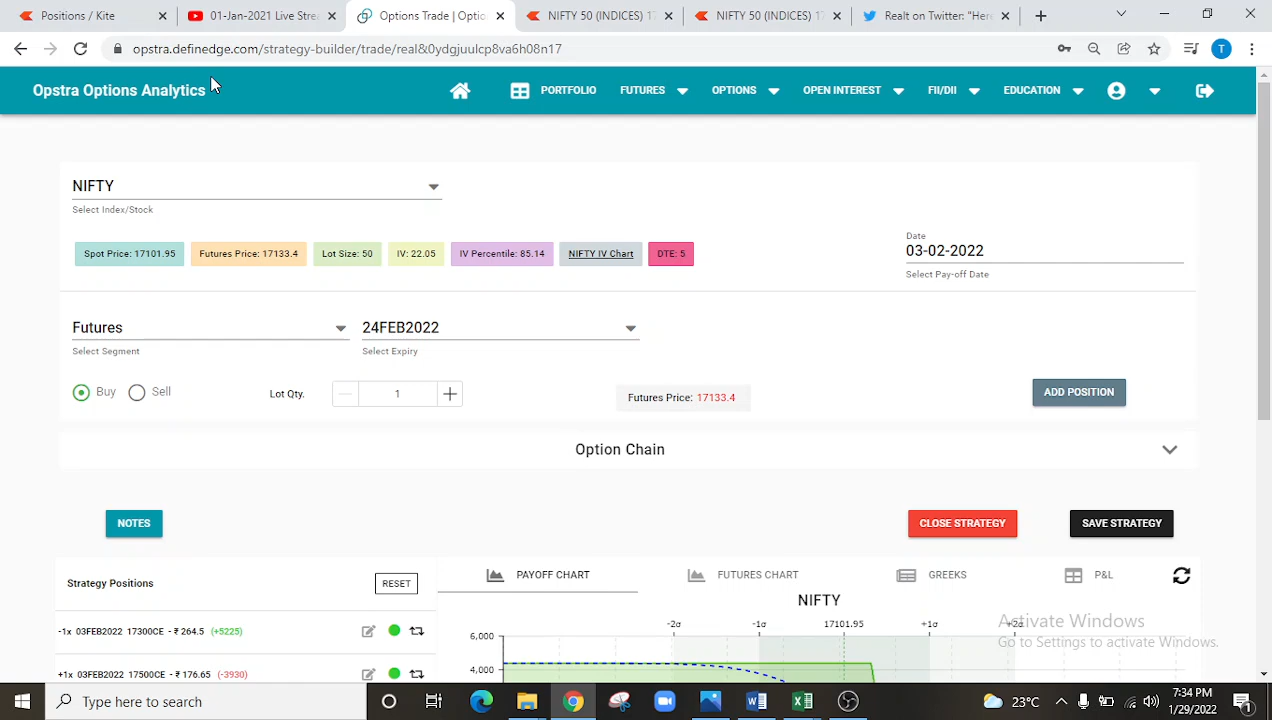 Positions / Kite
01-Jan-2021 Live Stre
Options Trade | Optio
NIFTY 50 (INDICES) 17
NIFTY 50 (INDICES) 17
Realt on Twitter: "Here
opstra.definedge.com/strategy-builder/trade/real&0ydgjuulcp8va6h08n17
T
Opstra Options Analytics
PORTFOLIO
FUTURES
OPTIONS
OPEN INTEREST
FII/DII
EDUCATION
NIFTY
Select Index/Stock
Spot Price: 17101.95
Futures Price: 17133.4
Lot Size: 50
IV: 22.05
IV Percentile: 85.14
NIFTY IV Chart
DTE: 5
Date
03-02-2022
Select Pay-off Date
Futures
Select Segment
24FEB2022
Select Expiry
Buy
Sell
Lot Qty.
1
Futures Price: 17133.4
ADD POSITION
Option Chain
NOTES
CLOSE STRATEGY
SAVE STRATEGY
Strategy Positions
RESET
PAYOFF CHART
FUTURES CHART
GREEKS
P&L
NIFTY
-2σ -1σ 17101.95 +1σ +2σ
6,000
4,000
-1x 03FEB2022 17300CE - ₹ 264.5 (+5225)
+1x 03FEB2022 17500CE - ₹ 176.65 (-3930)
Activate Windows
Go to Settings to activate Windows.
Type here to search
23°C
7:34 PM
1/29/2022
1